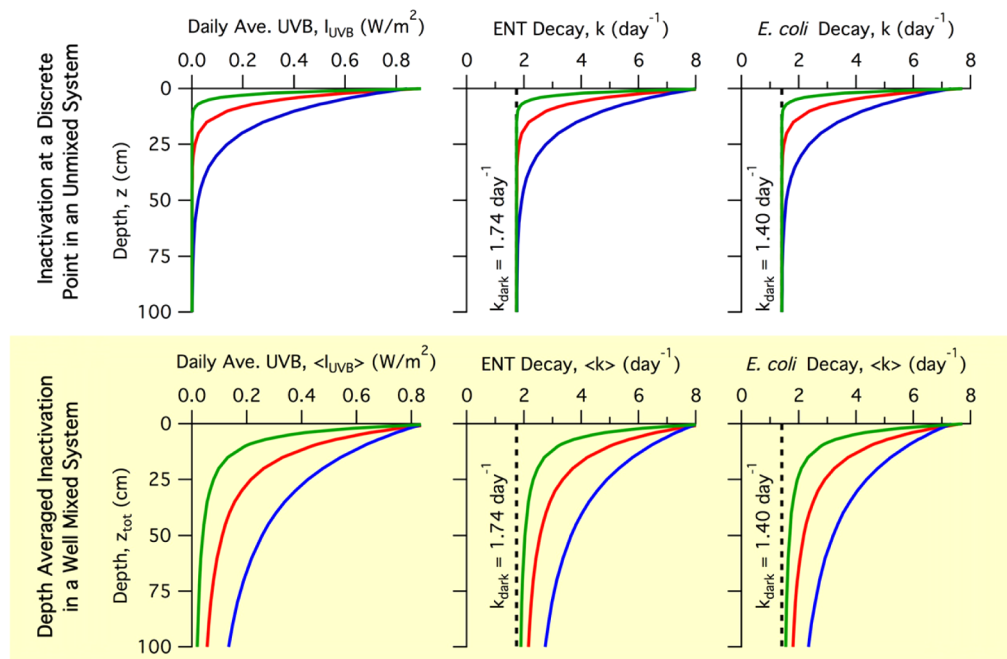 Daily Ave. UVB, I_UVB (W/m²)
ENT Decay, k (day⁻¹)
E. coli Decay, k (day⁻¹)
0.0 0.2 0.4 0.6 0.8
0 2 4 6 8
0 2 4 6 8
Inactivation at a Discrete
Point in an Unmixed System
Depth, z (cm)
0
25
50
75
100
k_dark = 1.74 day⁻¹
k_dark = 1.40 day⁻¹
Daily Ave. UVB, <I_UVB> (W/m²)
ENT Decay, <k> (day⁻¹)
E. coli Decay, <k> (day⁻¹)
0.0 0.2 0.4 0.6 0.8
0 2 4 6 8
0 2 4 6 8
Depth Averaged Inactivation
in a Well Mixed System
Depth, z_tot (cm)
0
25
50
75
100
k_dark = 1.74 day⁻¹
k_dark = 1.40 day⁻¹